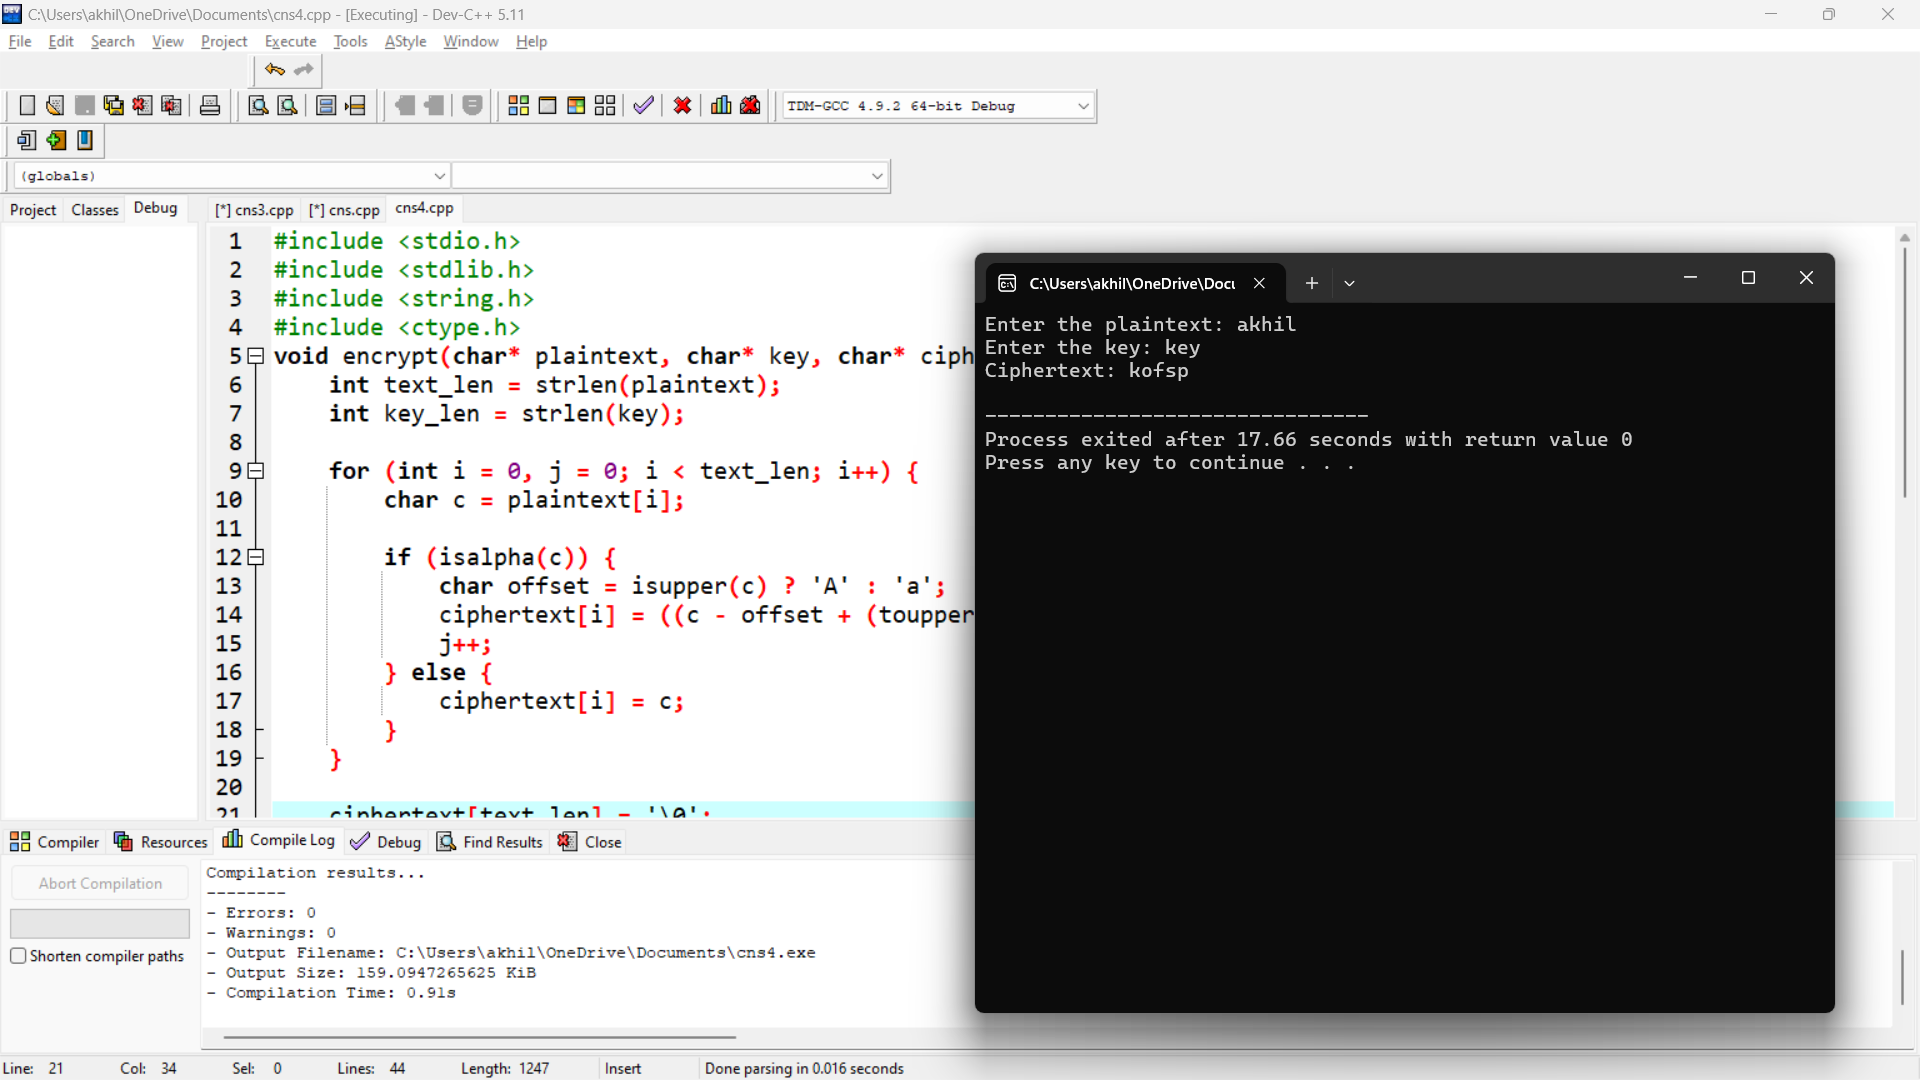 C:\Users\akhil\OneDrive\Documents\cns4.cpp - [Executing] - Dev-C++ 5.11
File Edit Search View Project Execute Tools AStyle Window Help
TDM-GCC 4.9.2 64-bit Debug
(globals)
Project Classes Debug
[*] cns3.cpp [*] cns.cpp cns4.cpp
1 #include <stdio.h>
2 #include <stdlib.h>
3 #include <string.h>
4 #include <ctype.h>
5 void encrypt(char* plaintext, char* key, char* ciph
6 int text_len = strlen(plaintext);
7 int key_len = strlen(key);
8
9 for (int i = 0, j = 0; i < text_len; i++) {
10 char c = plaintext[i];
11
12 if (isalpha(c)) {
13 char offset = isupper(c) ? 'A' : 'a';
14 ciphertext[i] = ((c - offset + (toupper
15 j++;
16 } else {
17 ciphertext[i] = c;
18 }
19 }
20
21 ciphertext[text_len] = '\0';
C:\Users\akhil\OneDrive\Docu
Enter the plaintext: akhil
Enter the key: key
Ciphertext: kofsp
--------------------------------
Process exited after 17.66 seconds with return value 0
Press any key to continue . . .
Compiler Resources Compile Log Debug Find Results Close
Abort Compilation
Shorten compiler paths
Compilation results...
--------
- Errors: 0
- Warnings: 0
- Output Filename: C:\Users\akhil\OneDrive\Documents\cns4.exe
- Output Size: 159.0947265625 KiB
- Compilation Time: 0.91s
Line: 21 Col: 34 Sel: 0 Lines: 44 Length: 1247 Insert Done parsing in 0.016 seconds